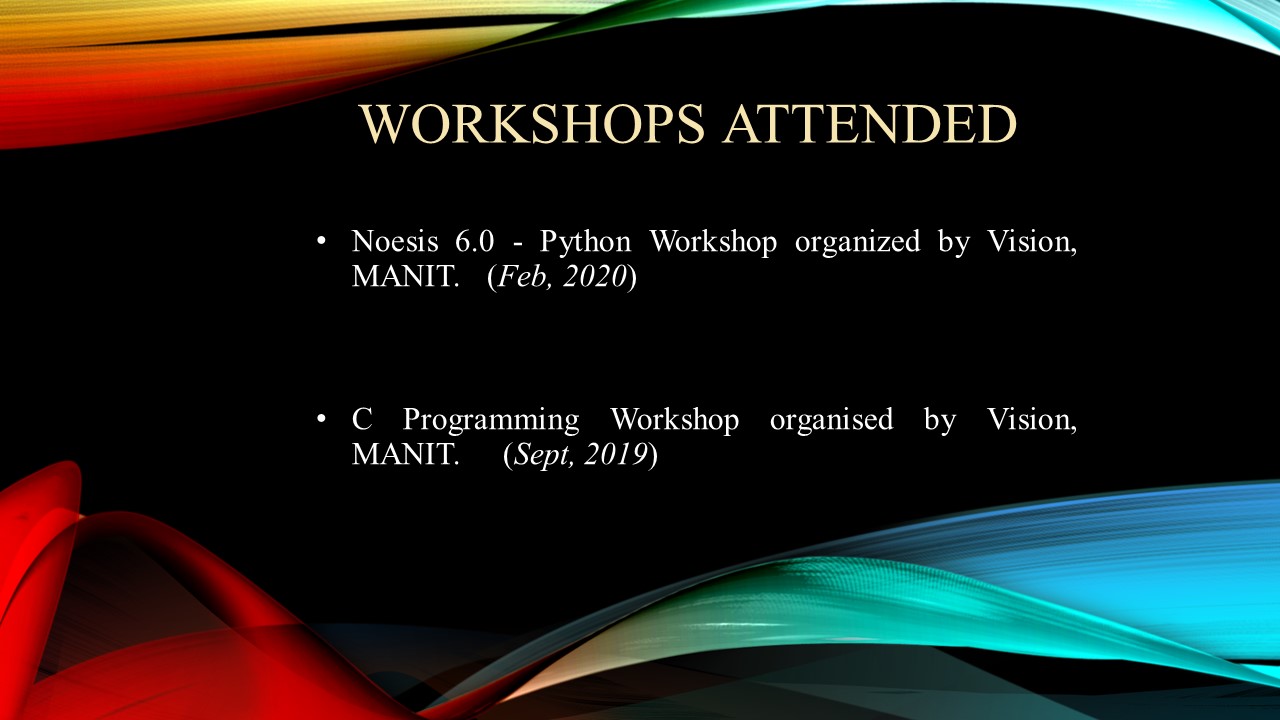 WORKSHOPS ATTENDED
• Noesis 6.0 - Python Workshop organized by Vision,
MANIT. (Feb, 2020)
• C Programming Workshop organised by Vision,
MANIT. (Sept, 2019)